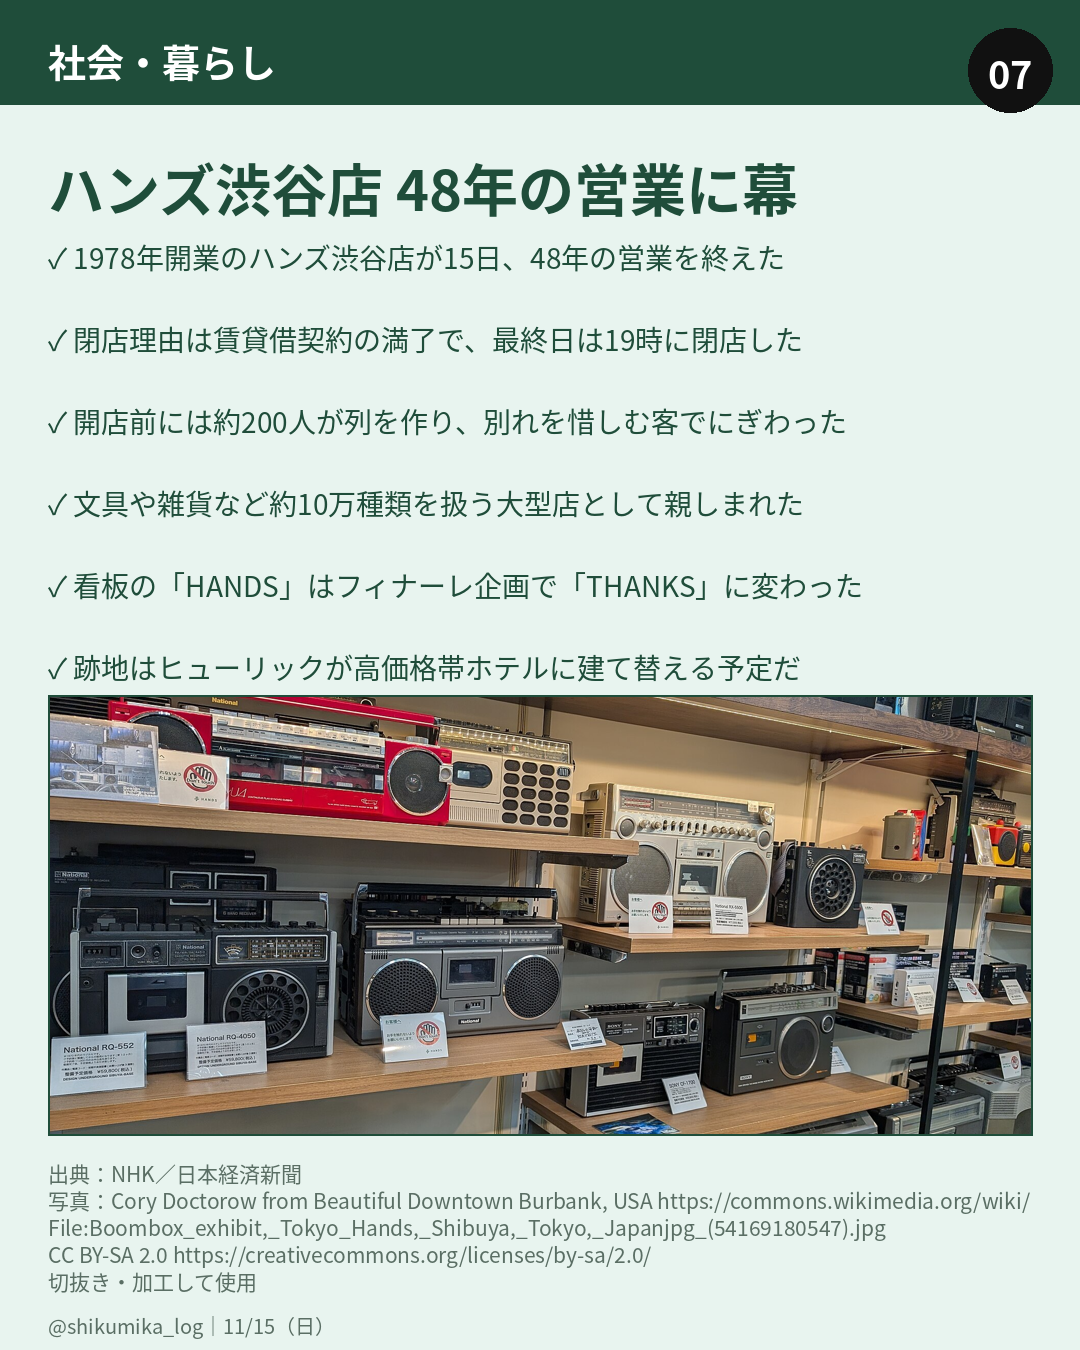 社会・暮らし
07
ハンズ渋谷店 48年の営業に幕
✓1978年開業のハンズ渋谷店が15日、48年の営業を終えた
✓閉店理由は賃貸借契約の満了で、最終日は19時に閉店した
✓開店前には約200人が列を作り、別れを惜しむ客でにぎわった
✓文具や雑貨など約10万種類を扱う大型店として親しまれた
✓看板の「HANDS」はフィナーレ企画で「THANKS」に変わった
✓跡地はヒューリックが高価格帯ホテルに建て替える予定だ
National
National
National
National RQ-552
National RQ-4050
National
National RX-5500
SONY
SONY CF-1700
出典：NHK／日本経済新聞
写真：Cory Doctorow from Beautiful Downtown Burbank, USA https://commons.wikimedia.org/wiki/
File:Boombox_exhibit,_Tokyo_Hands,_Shibuya,_Tokyo,_Japanjpg_(54169180547).jpg
CC BY-SA 2.0 https://creativecommons.org/licenses/by-sa/2.0/
切抜き・加工して使用
@shikumika_log｜11/15（日）